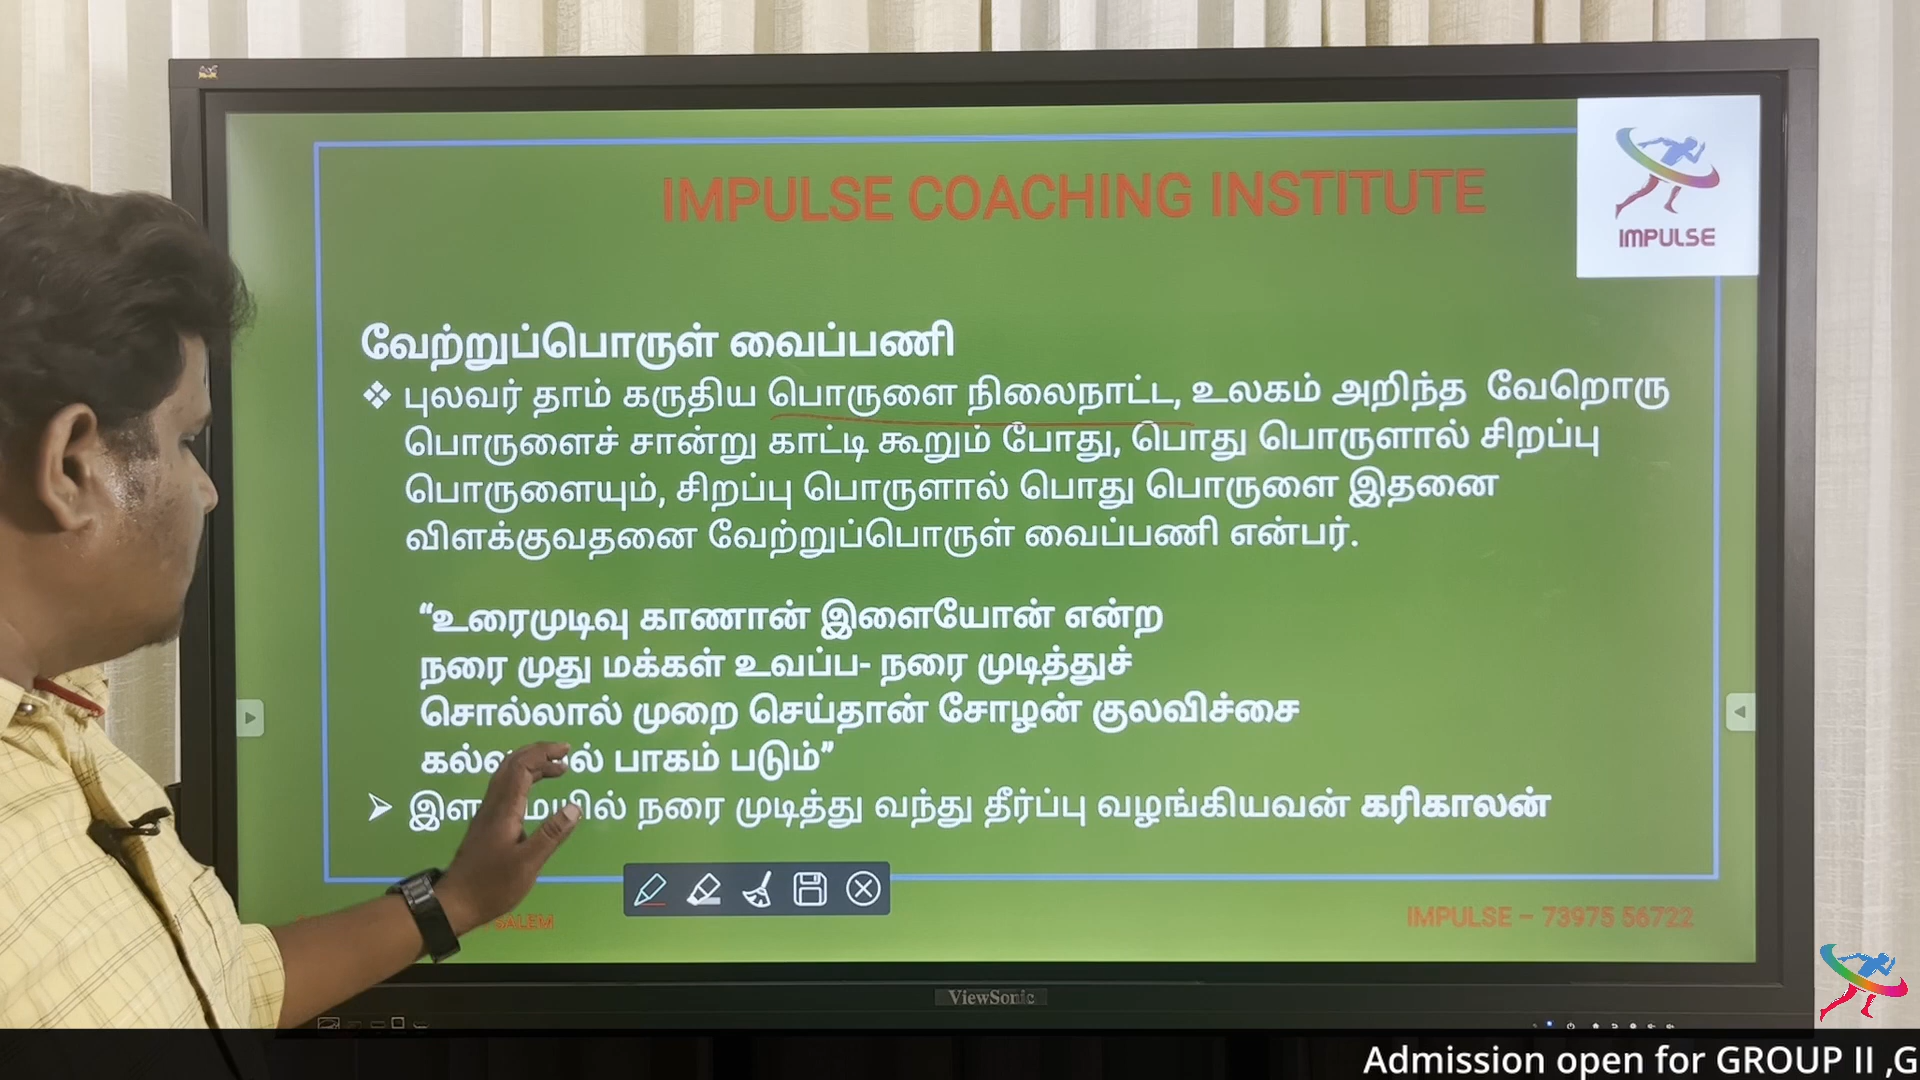 IMPULSE COACHING INSTITUTE
IMPULSE
வேற்றுப்பொருள் வைப்பணி
❖ புலவர் தாம் கருதிய பொருளை நிலைநாட்ட, உலகம் அறிந்த வேறொரு
பொருளைச் சான்று காட்டி கூறும் போது, பொது பொருளால் சிறப்பு
பொருளையும், சிறப்பு பொருளால் பொது பொருளை இதனை
விளக்குவதனை வேற்றுப்பொருள் வைப்பணி என்பர்.
“உரைமுடிவு காணான் இளையோன் என்ற
நரை முது மக்கள் உவப்ப- நரை முடித்துச்
சொல்லால் முறை செய்தான் சோழன் குலவிச்சை
பாகம் படும்”
➢ நரை முடித்து வந்து தீர்ப்பு வழங்கியவன் கரிகாலன்
SALEM
IMPULSE – 73975 56722
ViewSonic
Admission open for GROUP II ,G